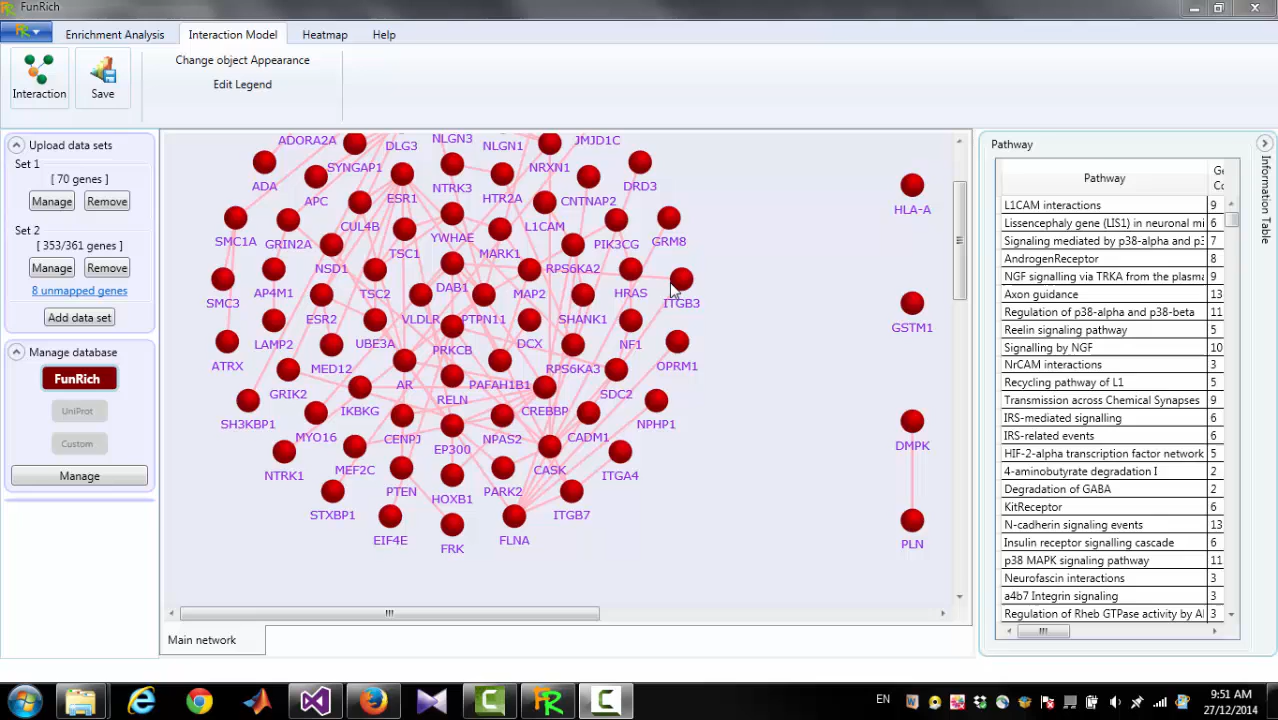 FunRich
Enrichment Analysis
Interaction Model
Heatmap
Help
Interaction
Save
Change object Appearance
Edit Legend
Upload data sets
Set 1
[ 70 genes ]
Manage
Remove
Set 2
[ 353/361 genes ]
Manage
Remove
8 unmapped genes
Add data set
Manage database
FunRich
UniProt
Custom
Manage
ADORA2A
DLG3
NLGN3
NLGN1
JMJD1C
SYNGAP1
NRXN1
ADA
APC
ESR1
NTRK3
HTR2A
CNTNAP2
DRD3
SMC1A
GRIN2A
CUL4B
YWHAE
L1CAM
PIK3CG
GRM8
NSD1
TSC1
MARK1
RPS6KA2
SMC3
AP4M1
TSC2
DAB1
MAP2
HRAS
ITGB3
ESR2
VLDLR
PTPN11
SHANK1
LAMP2
UBE3A
PRKCB
DCX
NF1
ATRX
MED12
AR
PAFAH1B1
RPS6KA3
OPRM1
GRIK2
IKBKG
RELN
CREBBP
SDC2
SH3KBP1
MYO16
CENPJ
EP300
NPAS2
CADM1
NPHP1
NTRK1
MEF2C
PTEN
HOXB1
PARK2
CASK
ITGA4
STXBP1
EIF4E
FRK
FLNA
ITGB7
HLA-A
GSTM1
DMPK
PLN
Main network
Pathway
Pathway
Ge
Co
L1CAM interactions 9
Lissencephaly gene (LIS1) in neuronal mi 6
Signaling mediated by p38-alpha and p3 7
AndrogenReceptor 8
NGF signalling via TRKA from the plasma 9
Axon guidance 13
Regulation of p38-alpha and p38-beta 11
Reelin signaling pathway 5
Signalling by NGF 10
NrCAM interactions 3
Recycling pathway of L1 5
Transmission across Chemical Synapses 9
IRS-mediated signalling 6
IRS-related events 6
HIF-2-alpha transcription factor network 5
4-aminobutyrate degradation I 2
Degradation of GABA 2
KitReceptor 6
N-cadherin signaling events 13
Insulin receptor signalling cascade 6
p38 MAPK signaling pathway 11
Neurofascin interactions 3
a4b7 Integrin signaling 3
Regulation of Rheb GTPase activity by Al 3
Information Table
EN
9:51 AM
27/12/2014